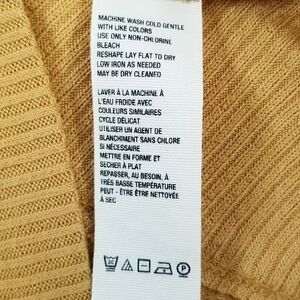 MACHINE WASH COLD GENTLE
WITH LIKE COLORS
USE ONLY NON-CHLORINE
BLEACH
RESHAPE LAY FLAT TO DRY
LOW IRON AS NEEDED
MAY BE DRY CLEANED
LAVER À LA MACHINE À
L'EAU FROIDE AVEC
COULEURS SIMILAIRES
CYCLE DÉLICAT
UTILISER UN AGENT DE
BLANCHIMENT SANS CHLORE
SI NÉCESSAIRE
METTRE EN FORME ET
SECHER À PLAT
REPASSER, AU BESOIN, À
TRÈS BASSE TEMPÉRATURE
PEUT - ÊTRE ÊTRE NETTOYÉE
À SEC
P